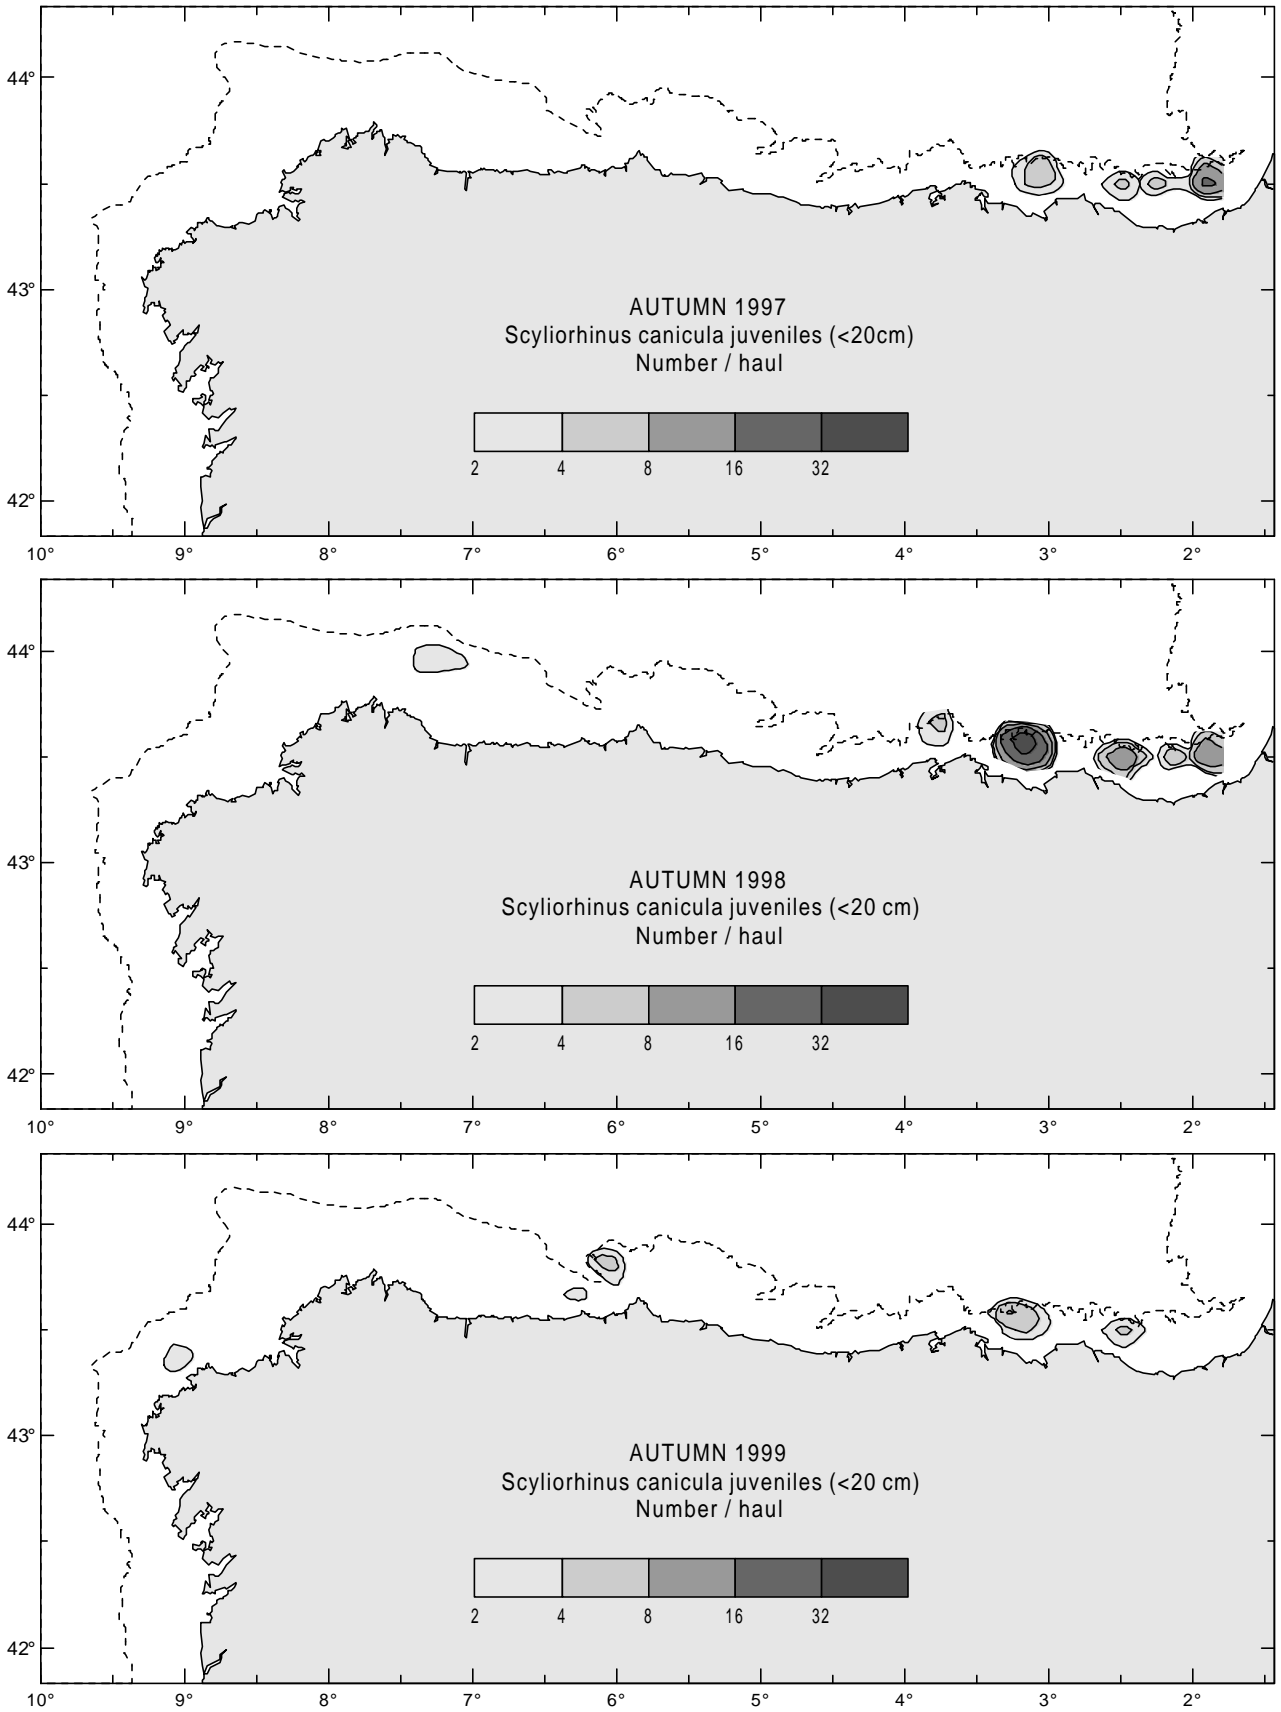 44°
43°
42°
AUTUMN 1997
Scyliorhinus canicula juveniles (<20cm)
Number / haul
2 4 8 16 32
10° 9° 8° 7° 6° 5° 4° 3° 2°
44°
43°
42°
AUTUMN 1998
Scyliorhinus canicula juveniles (<20 cm)
Number / haul
2 4 8 16 32
10° 9° 8° 7° 6° 5° 4° 3° 2°
44°
43°
42°
AUTUMN 1999
Scyliorhinus canicula juveniles (<20 cm)
Number / haul
2 4 8 16 32
10° 9° 8° 7° 6° 5° 4° 3° 2°